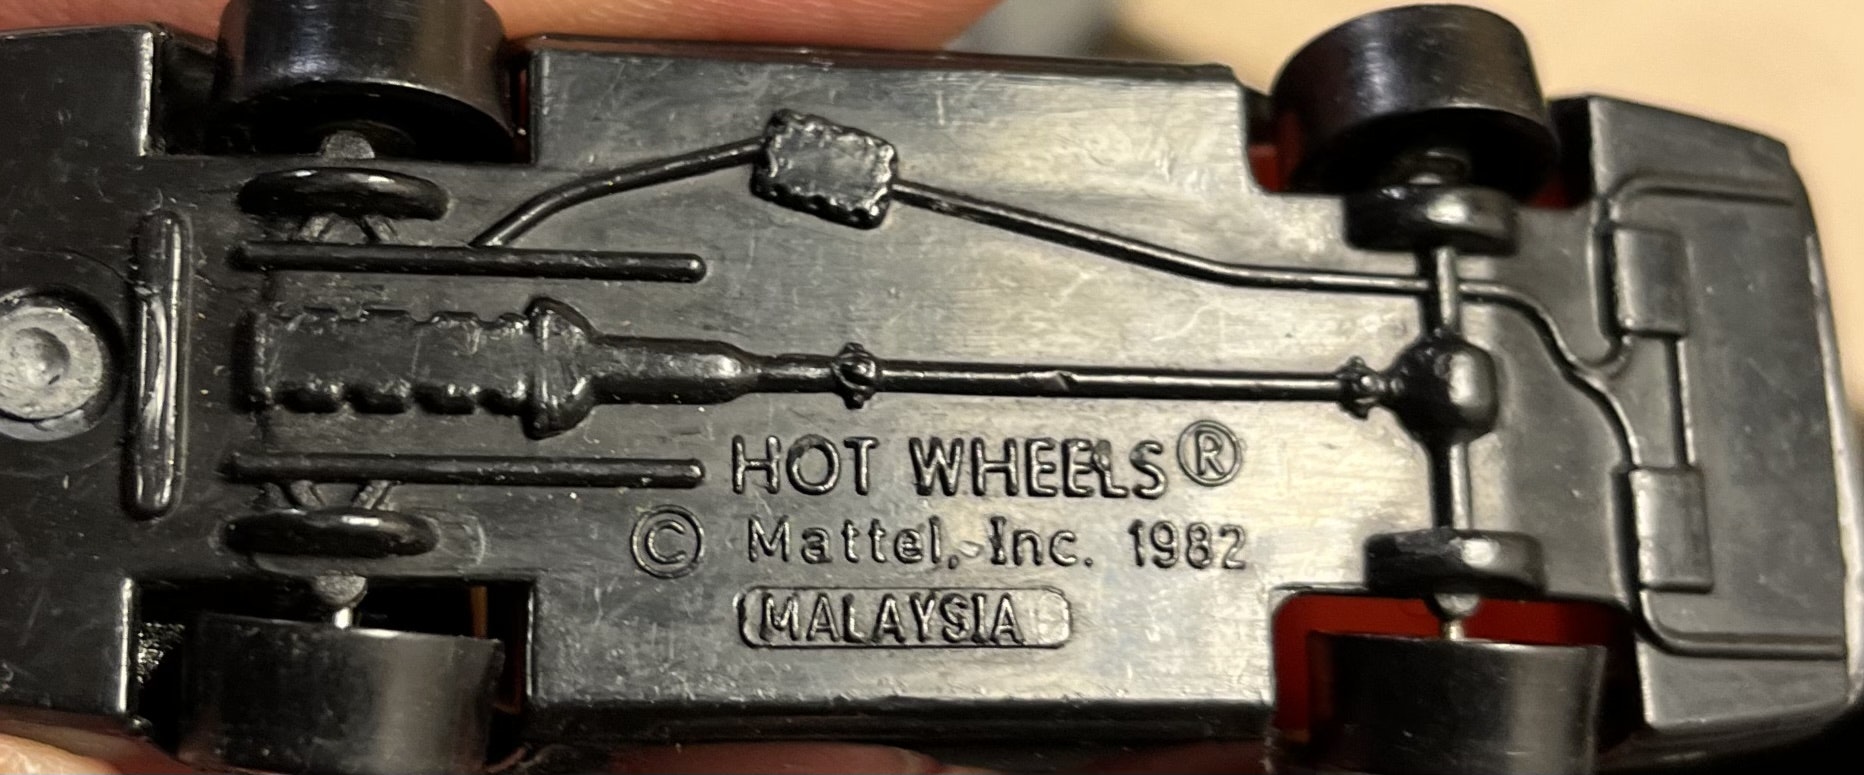 HOT WHEELS®
© Mattel, Inc. 1982
MALAYSIA